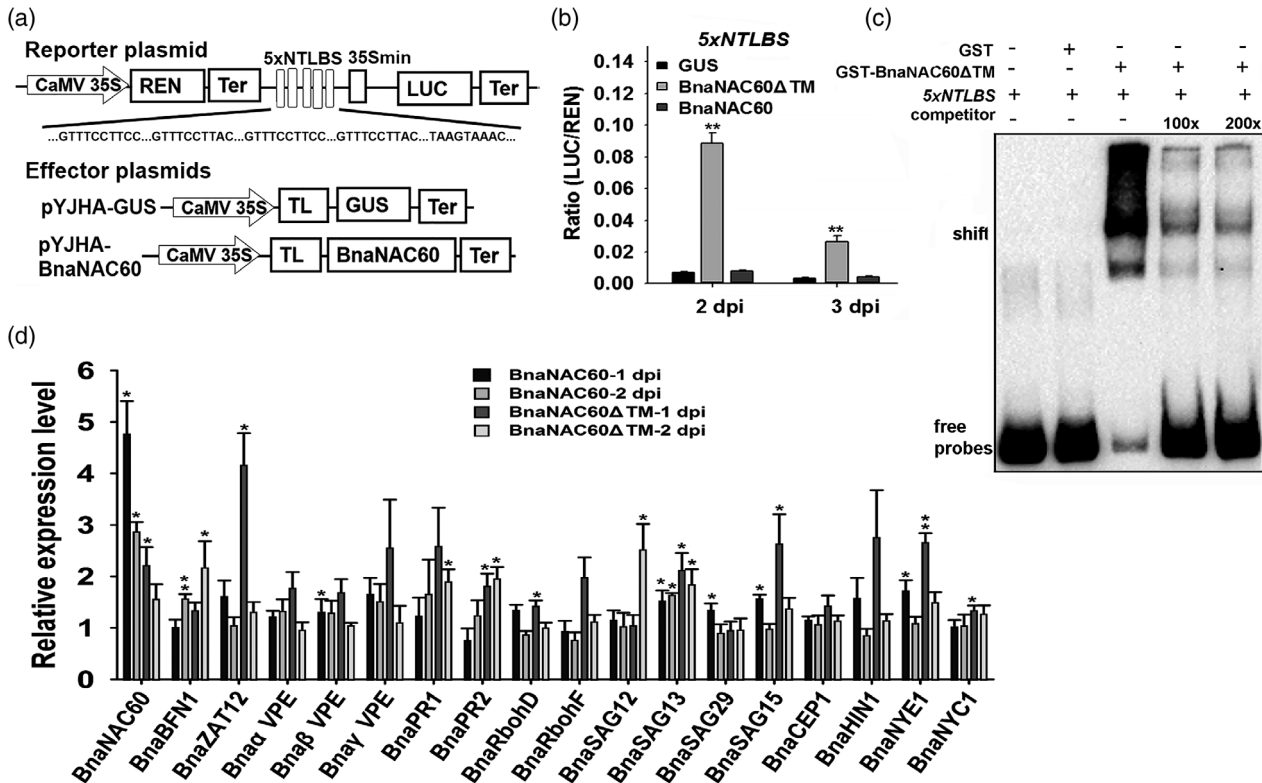 (a)
Reporter plasmid
5xNTLBS 35Smin
CaMV 35S REN Ter LUC Ter
...GTTTCCTTCC...GTTTCCTTAC...GTTTCCTTCC...GTTTCCTTAC...TAAGTAAAC...
Effector plasmids
pYJHA-GUS CaMV 35S TL GUS Ter
pYJHA-
BnaNAC60 CaMV 35S TL BnaNAC60 Ter
(b)
5xNTLBS
GUS
BnaNAC60ΔTM
BnaNAC60
Ratio (LUC/REN)
0.14
0.12
0.10
0.08
0.06
0.04
0.02
0.00
**
**
2 dpi 3 dpi
(c)
GST - + - - -
GST-BnaNAC60ΔTM - - + + +
5xNTLBS + + + + +
competitor - - - 100x 200x
shift
free
probes
(d)
Relative expression level
6
5
4
3
2
1
0
BnaNAC60-1 dpi
BnaNAC60-2 dpi
BnaNAC60ΔTM-1 dpi
BnaNAC60ΔTM-2 dpi
* * * ** * * * * * * * * * * * * * * * ** *
BnaNAC60
BnaBFN1
BnaZAT12
Bnaα VPE
Bnaβ VPE
Bnaγ VPE
BnaPR1
BnaPR2
BnaRbohD
BnaRbohF
BnaSAG12
BnaSAG13
BnaSAG29
BnaSAG15
BnaCEP1
BnaHIN1
BnaNYE1
BnaNYC1